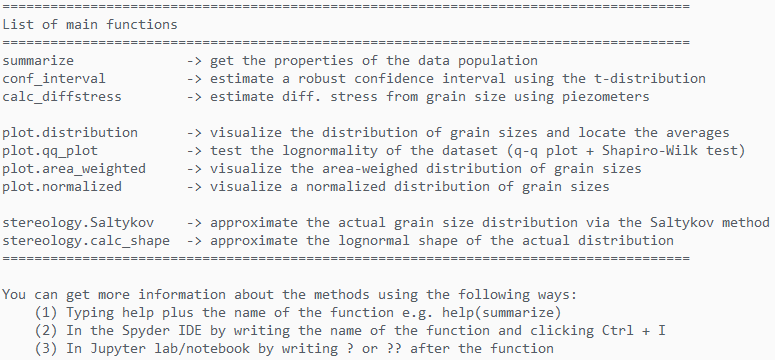 ======================================================================================
List of main functions
======================================================================================
summarize              -> get the properties of the data population
conf_interval          -> estimate a robust confidence interval using the t-distribution
calc_diffstress        -> estimate diff. stress from grain size using piezometers
plot.distribution      -> visualize the distribution of grain sizes and locate the averages
plot.qq_plot           -> test the lognormality of the dataset (q-q plot + Shapiro-Wilk test)
plot.area_weighted     -> visualize the area-weighed distribution of grain sizes
plot.normalized        -> visualize a normalized distribution of grain sizes
stereology.Saltykov    -> approximate the actual grain size distribution via the Saltykov method
stereology.calc_shape  -> approximate the lognormal shape of the actual distribution
======================================================================================
You can get more information about the methods using the following ways:
    (1) Typing help plus the name of the function e.g. help(summarize)
    (2) In the Spyder IDE by writing the name of the function and clicking Ctrl + I
    (3) In Jupyter lab/notebook by writing ? or ?? after the function